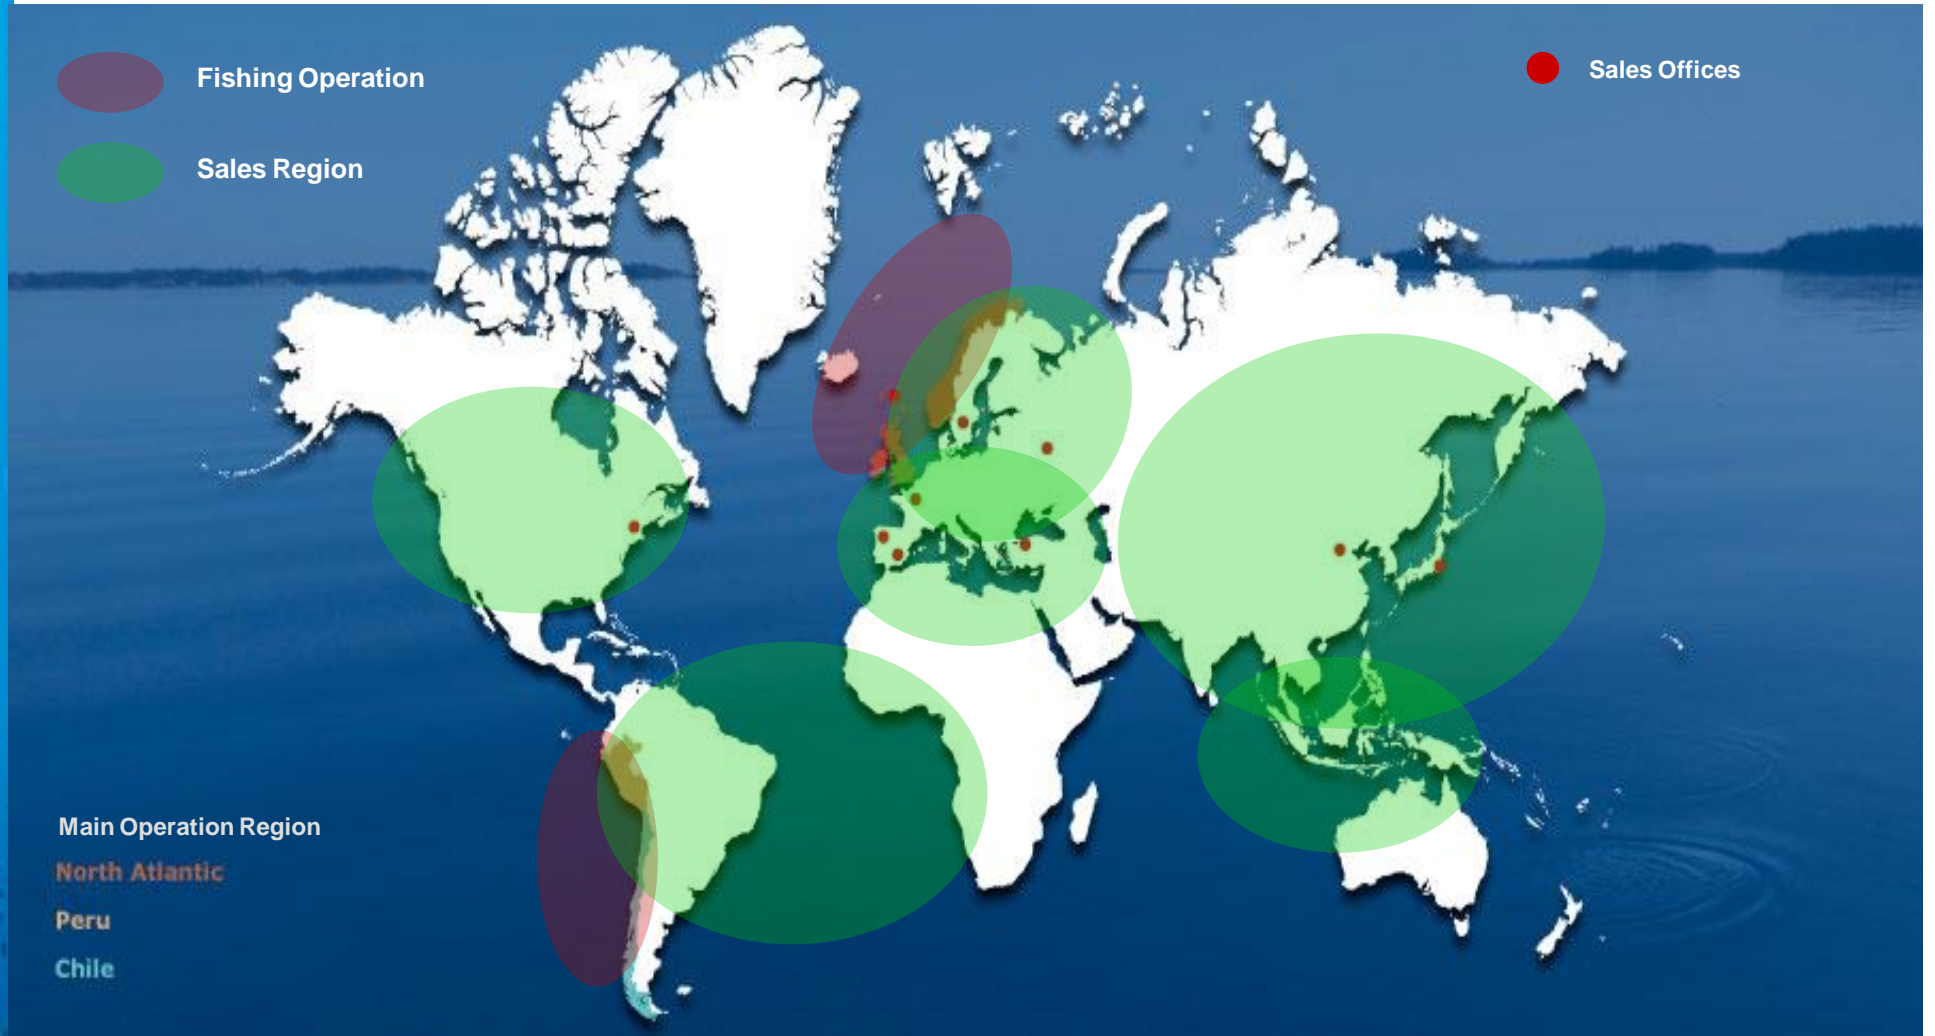 Fishing Operation
Sales Offices
Sales Region
Main Operation Region
North Atlantic
Peru
Chile